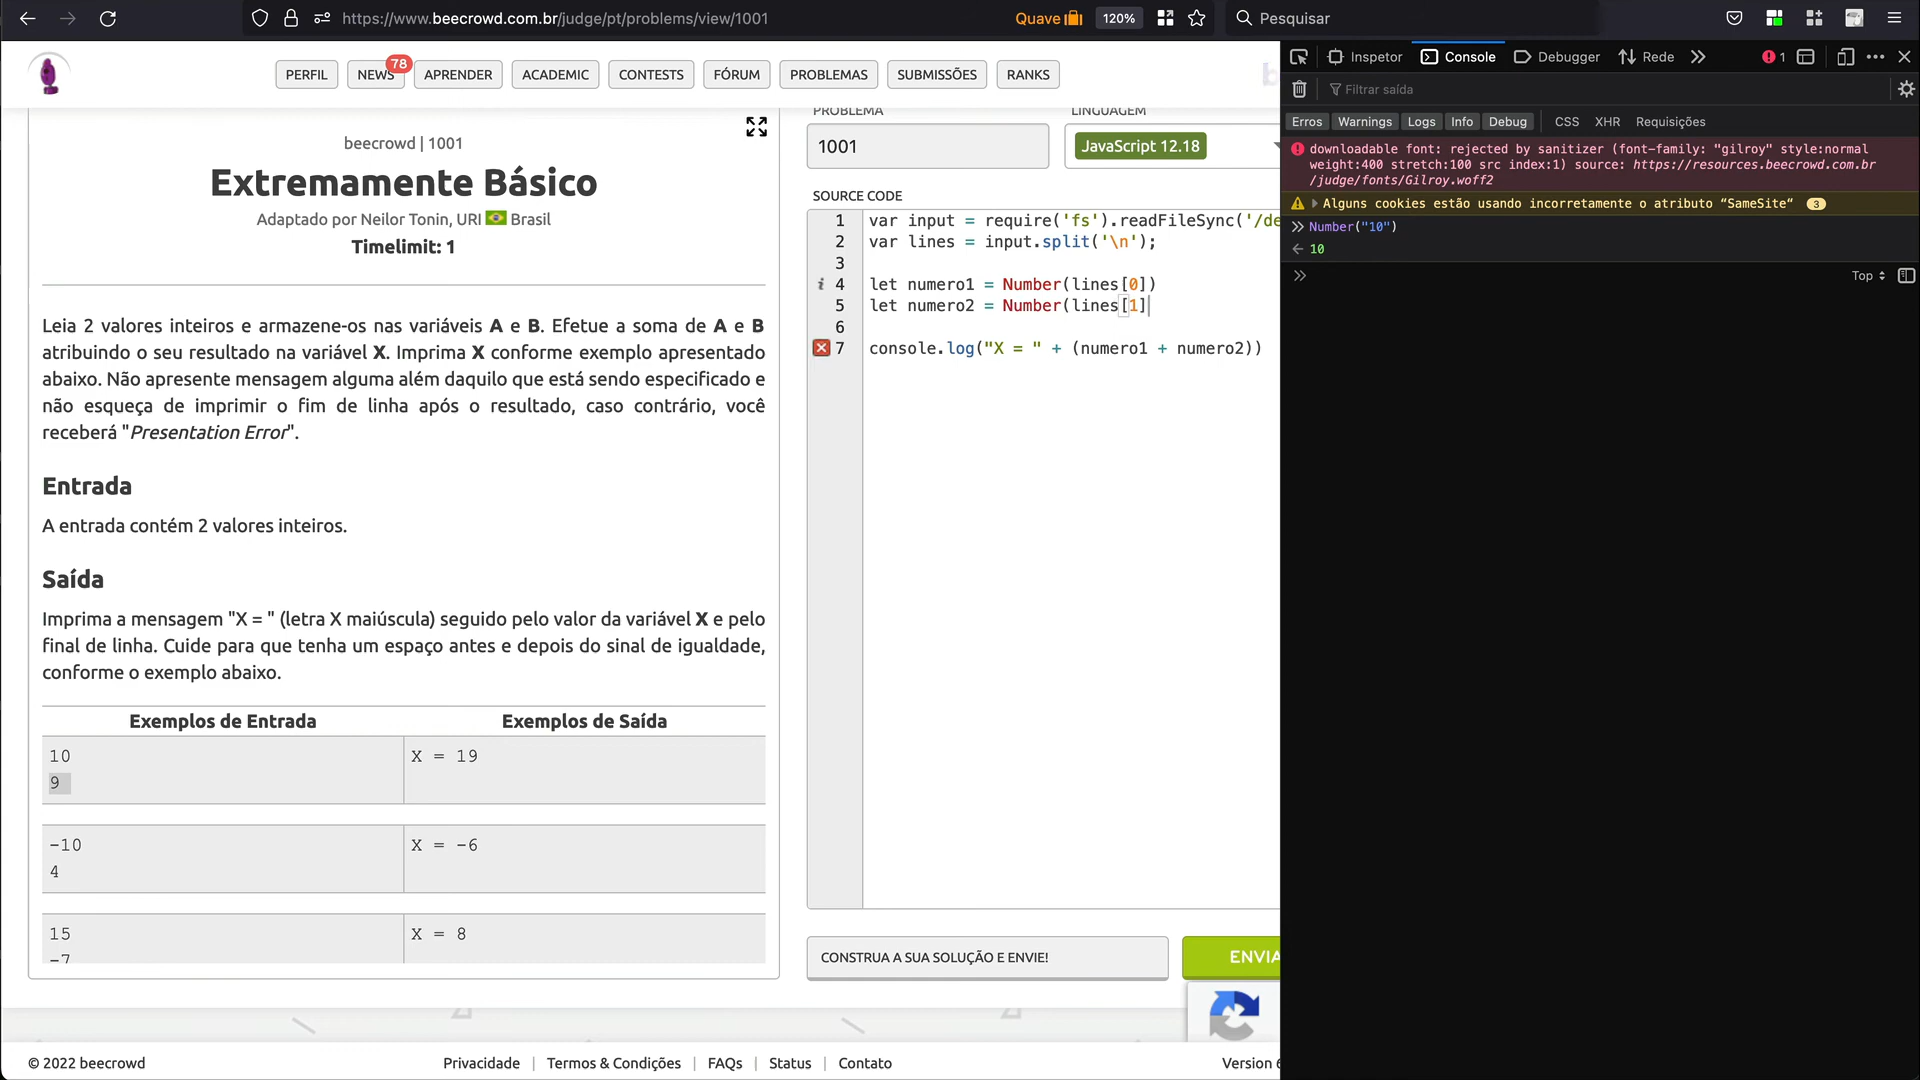 https://www.beecrowd.com.br/judge/pt/problems/view/1001
Quave
120%
Pesquisar
PERFIL
NEWS
78
APRENDER
ACADEMIC
CONTESTS
FÓRUM
PROBLEMAS
SUBMISSÕES
RANKS
beecrowd | 1001
Extremamente Básico
Adaptado por Neilor Tonin, URI Brasil
Timelimit: 1
Leia 2 valores inteiros e armazene-os nas variáveis A e B. Efetue a soma de A e B
atribuindo o seu resultado na variável X. Imprima X conforme exemplo apresentado
abaixo. Não apresente mensagem alguma além daquilo que está sendo especificado e
não esqueça de imprimir o fim de linha após o resultado, caso contrário, você
receberá "Presentation Error".
Entrada
A entrada contém 2 valores inteiros.
Saída
Imprima a mensagem "X = " (letra X maiúscula) seguido pelo valor da variável X e pelo
final de linha. Cuide para que tenha um espaço antes e depois do sinal de igualdade,
conforme o exemplo abaixo.
Exemplos de Entrada Exemplos de Saída
10 X = 19
9
-10 X = -6
4
15 X = 8
-7
PROBLEMA LINGUAGEM
1001 JavaScript 12.18
SOURCE CODE
1 var input = require('fs').readFileSync('/de
2 var lines = input.split('\n');
3
4 let numero1 = Number(lines[0])
5 let numero2 = Number(lines[1]
6
7 console.log("X = " + (numero1 + numero2))
CONSTRUA A SUA SOLUÇÃO E ENVIE!
ENVIA
© 2022 beecrowd
Privacidade | Termos & Condições | FAQs | Status | Contato
Version 6
Inspetor Console Debugger Rede 1
Filtrar saída
Erros Warnings Logs Info Debug CSS XHR Requisições
downloadable font: rejected by sanitizer (font-family: "gilroy" style:normal
weight:400 stretch:100 src index:1) source: https://resources.beecrowd.com.br
/judge/fonts/Gilroy.woff2
Alguns cookies estão usando incorretamente o atributo “SameSite“ 3
Number("10")
10
Top